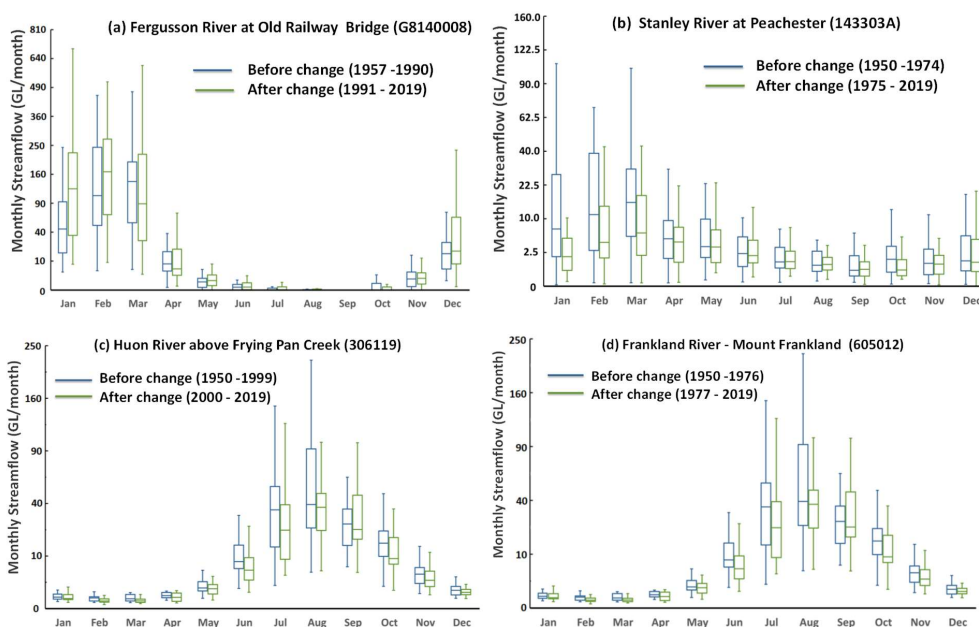 (a) Fergusson River at Old Railway Bridge (G8140008)
Monthly Streamflow (GL/month)
810
640
490
360
250
160
90
40
10
0
Before change (1957 -1990)
After change (1991 - 2019)
Jan Feb Mar Apr May Jun Jul Aug Sep Oct Nov Dec
(b) Stanley River at Peachester (143303A)
Monthly Streamflow (GL/month)
160.0
122.5
90.0
62.5
40.0
22.5
10.0
2.5
0
Before change (1950 -1974)
After change (1975 - 2019)
Jan Feb Mar Apr May Jun Jul Aug Sep Oct Nov Dec
(c) Huon River above Frying Pan Creek (306119)
Monthly Streamflow (GL/month)
250
160
90
40
10
0
Before change (1950 -1999)
After change (2000 - 2019)
Jan Feb Mar Apr May Jun Jul Aug Sep Oct Nov Dec
(d) Frankland River - Mount Frankland (605012)
Monthly Streamflow (GL/month)
250
160
90
40
10
0
Before change (1950 -1976)
After change (1977 - 2019)
Jan Feb Mar Apr May Jun Jul Aug Sep Oct Nov Dec